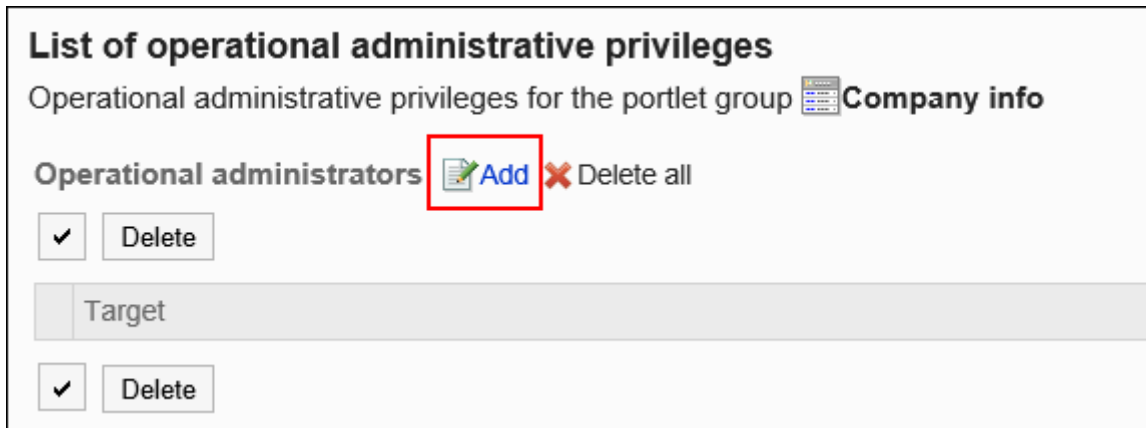 List of operational administrative privileges
Operational administrative privileges for the portlet group Company info
Operational administrators Add Delete all
Delete
Target
Delete